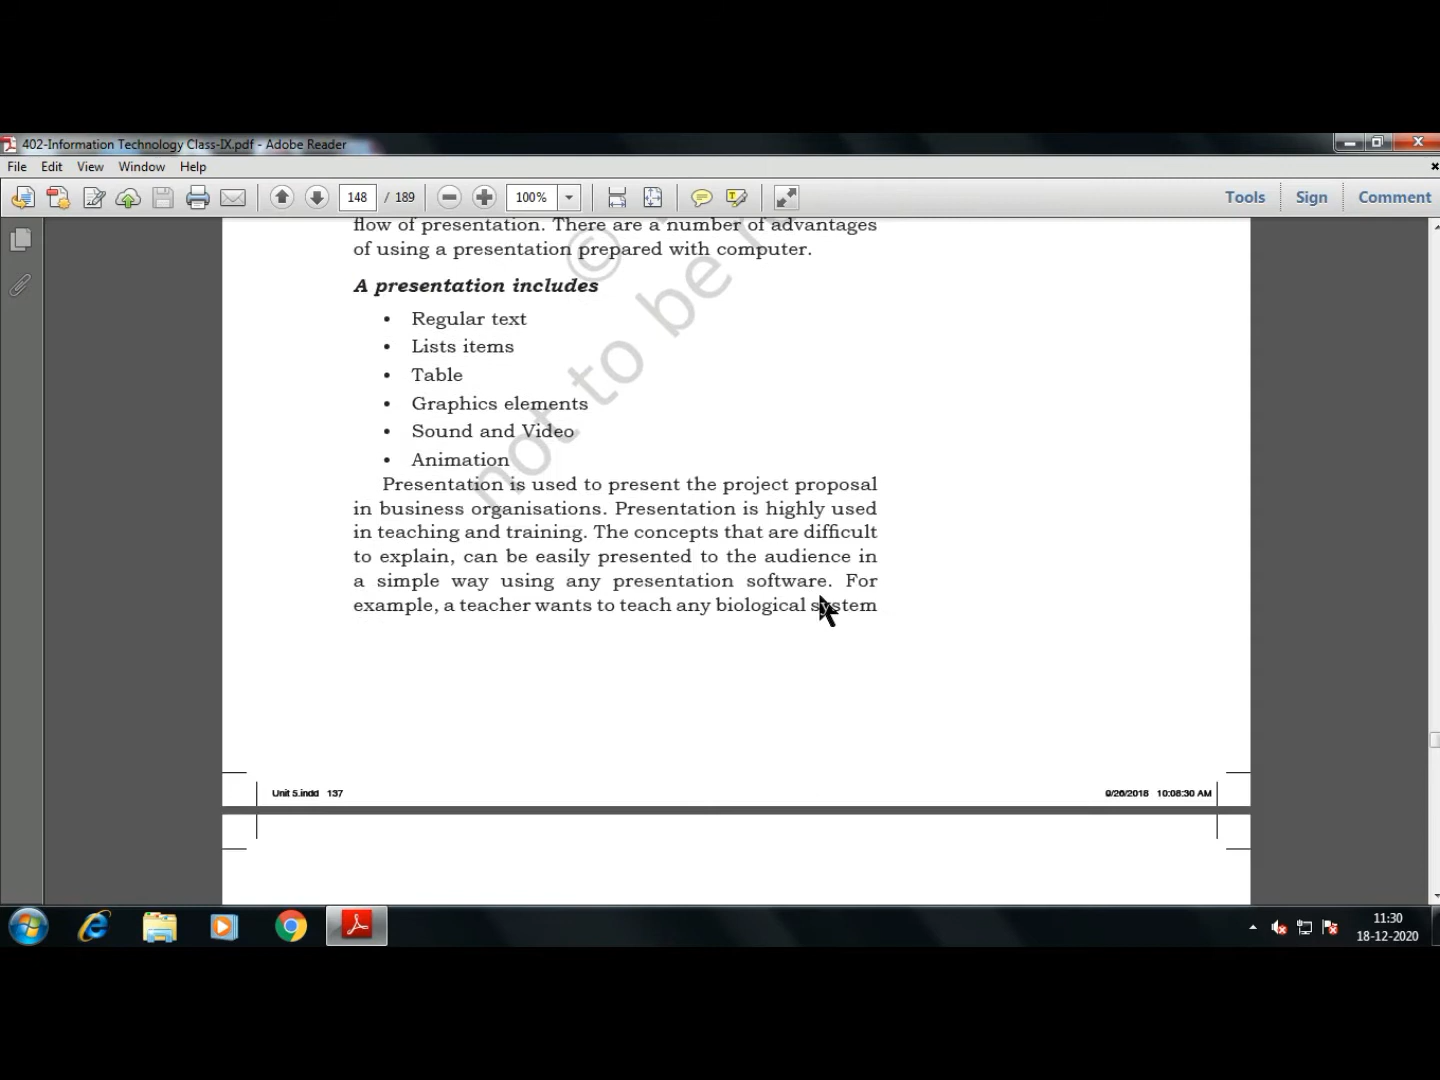 402-Information Technology Class-IX.pdf - Adobe Reader
File Edit View Window Help
148 / 189 100% Tools Sign Comment
flow of presentation. There are a number of advantages
of using a presentation prepared with computer.
A presentation includes
• Regular text
• Lists items
• Table
• Graphics elements
• Sound and Video
• Animation
Presentation is used to present the project proposal
in business organisations. Presentation is highly used
in teaching and training. The concepts that are difficult
to explain, can be easily presented to the audience in
a simple way using any presentation software. For
example, a teacher wants to teach any biological system
©
not to be
Unit 5.indd 137 9/26/2018 10:08:30 AM
11:30
18-12-2020